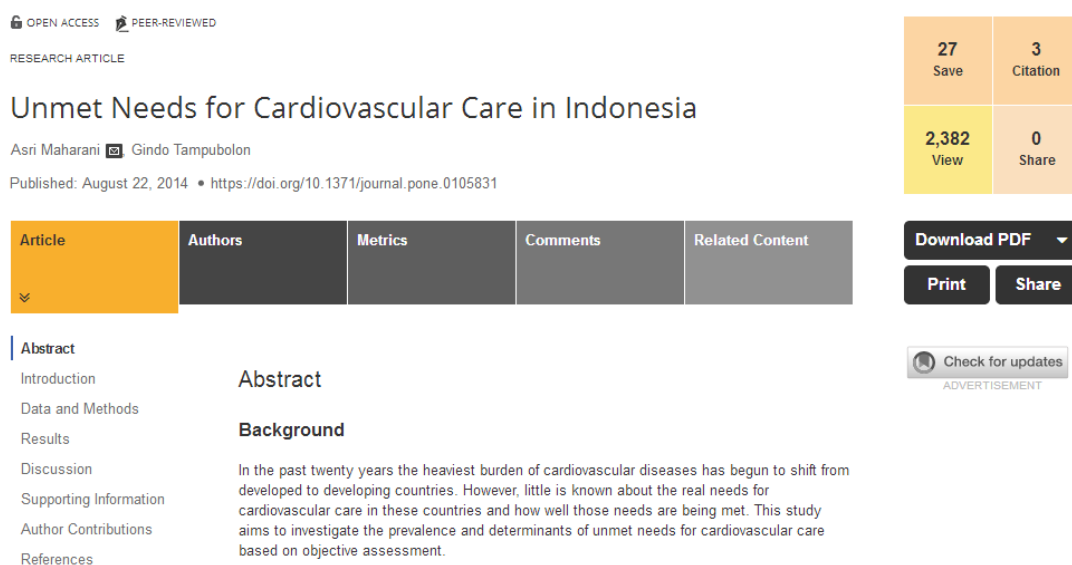 OPEN ACCESS PEER-REVIEWED
RESEARCH ARTICLE
Unmet Needs for Cardiovascular Care in Indonesia
Asri Maharani , Gindo Tampubolon
Published: August 22, 2014 • https://doi.org/10.1371/journal.pone.0105831
27 3
Save Citation
2,382 0
View Share
Article Authors Metrics Comments Related Content
Download PDF
Print Share
Check for updates
ADVERTISEMENT
Abstract
Introduction
Data and Methods
Results
Discussion
Supporting Information
Author Contributions
References
Abstract
Background
In the past twenty years the heaviest burden of cardiovascular diseases has begun to shift from
developed to developing countries. However, little is known about the real needs for
cardiovascular care in these countries and how well those needs are being met. This study
aims to investigate the prevalence and determinants of unmet needs for cardiovascular care
based on objective assessment.